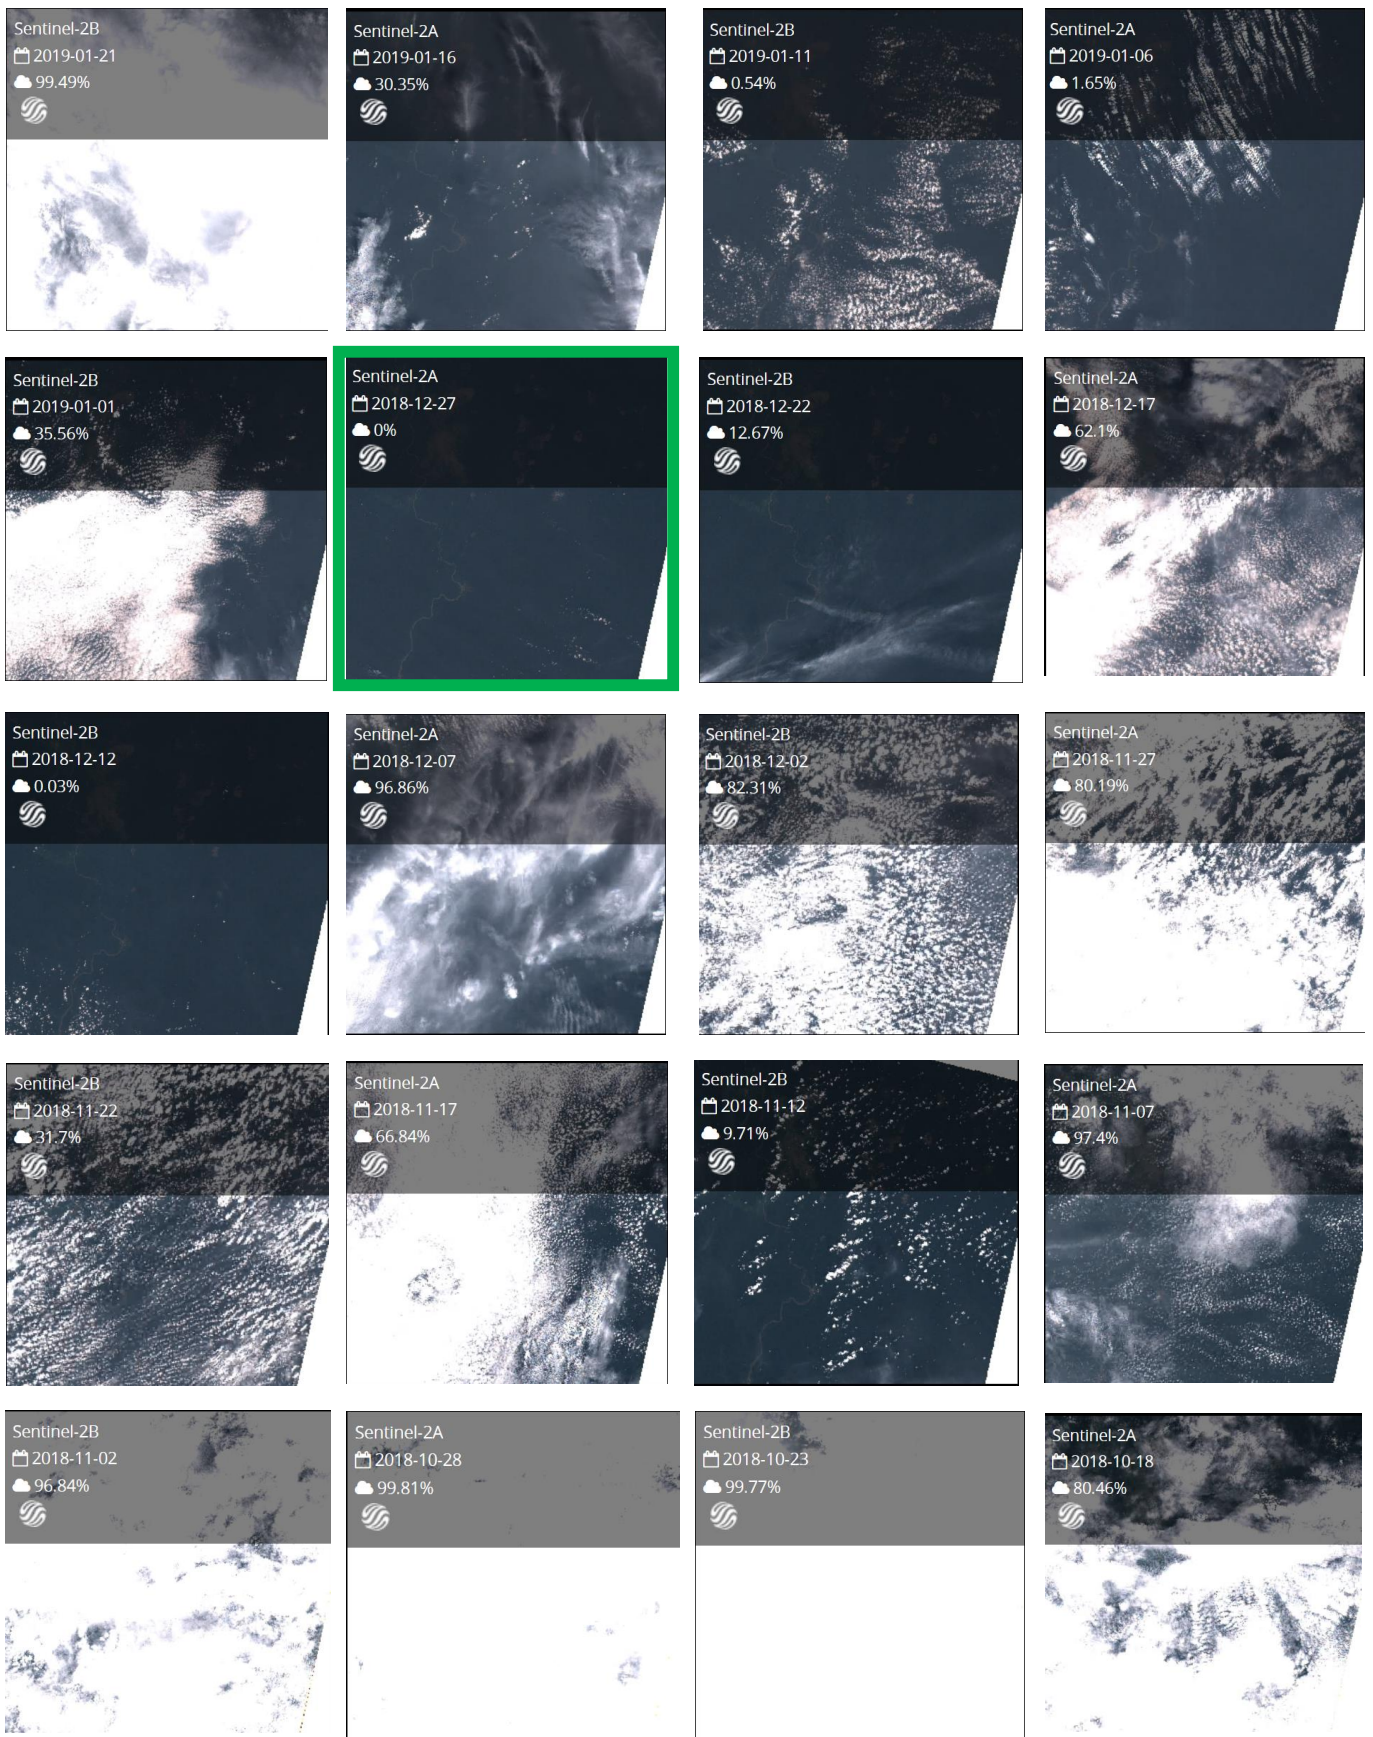 Sentinel-2B
2019-01-21
99.49%
Sentinel-2A
2019-01-16
30.35%
Sentinel-2B
2019-01-11
0.54%
Sentinel-2A
2019-01-06
1.65%
Sentinel-2B
2019-01-01
35.56%
Sentinel-2A
2018-12-27
0%
Sentinel-2B
2018-12-22
12.67%
Sentinel-2A
2018-12-17
62.1%
Sentinel-2B
2018-12-12
0.03%
Sentinel-2A
2018-12-07
96.86%
Sentinel-2B
2018-12-02
82.31%
Sentinel-2A
2018-11-27
80.19%
Sentinel-2B
2018-11-22
31.7%
Sentinel-2A
2018-11-17
66.84%
Sentinel-2B
2018-11-12
9.71%
Sentinel-2A
2018-11-07
97.4%
Sentinel-2B
2018-11-02
96.84%
Sentinel-2A
2018-10-28
99.81%
Sentinel-2B
2018-10-23
99.77%
Sentinel-2A
2018-10-18
80.46%